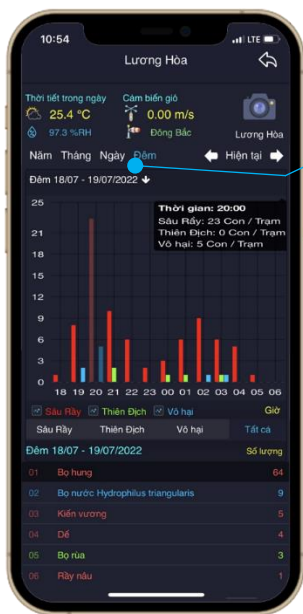 10:54 LTE
Lương Hòa
Thời tiết trong ngày Cảm biến gió
25.4 °C 0.00 m/s
97.3 %RH Đông Bắc Lương Hòa
Năm Tháng Ngày Đêm Hiện tại
Đêm 18/07 - 19/07/2022
Thời gian: 20:00
Sâu Rầy: 23 Con / Trạm
Thiên Địch: 0 Con / Trạm
Vô hại: 5 Con / Trạm
25
21
18
15
12
9
6
3
0
18 19 20 21 22 23 00 01 02 03 04 05 06
Sâu Rầy Thiên Địch Vô hại Giờ
Sâu Rầy Thiên Địch Vô hại Tất cả
Đêm 18/07 - 19/07/2022 Số lượng
01 Bọ hung 64
02 Bọ nước Hydrophilus triangularis 9
03 Kiến vương 5
04 Dế 4
05 Bọ rùa 3
06 Rầy nâu 1